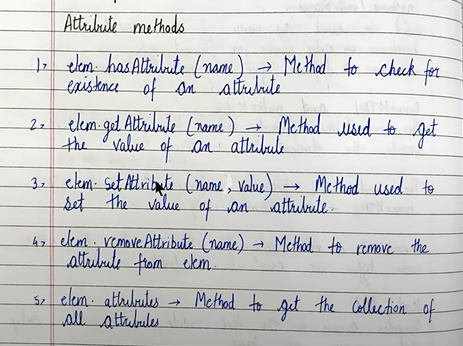 Attribute methods
1, elem. hasAttribute (name) → Method to check for
existence of an attribute
2, elem. getAttribute (name) → Method used to get
the value of an attribute
3, elem. setAttribute (name, value) → Method used to
set the value of an attribute.
4, elem. removeAttribute (name) → Method to remove the
attribute from elem.
5, elem. attributes → Method to get the collection of
all attributes